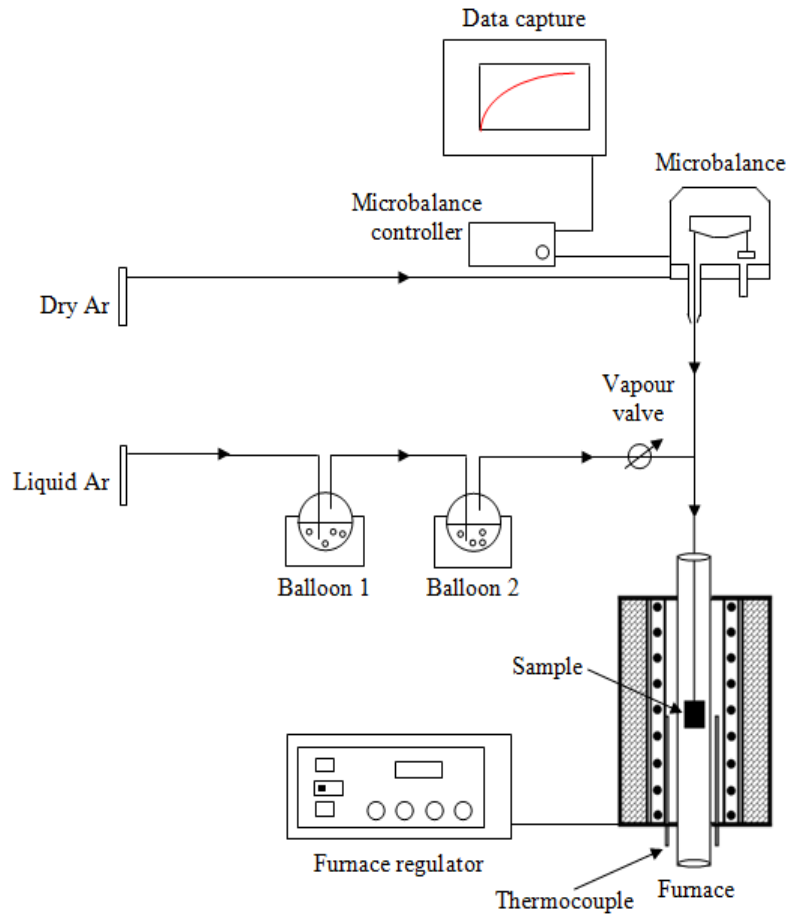 Data capture
Microbalance
Microbalance
controller
Dry Ar
Vapour
valve
Liquid Ar
Balloon 1
Balloon 2
Sample
Furnace regulator
Thermocouple
Furnace